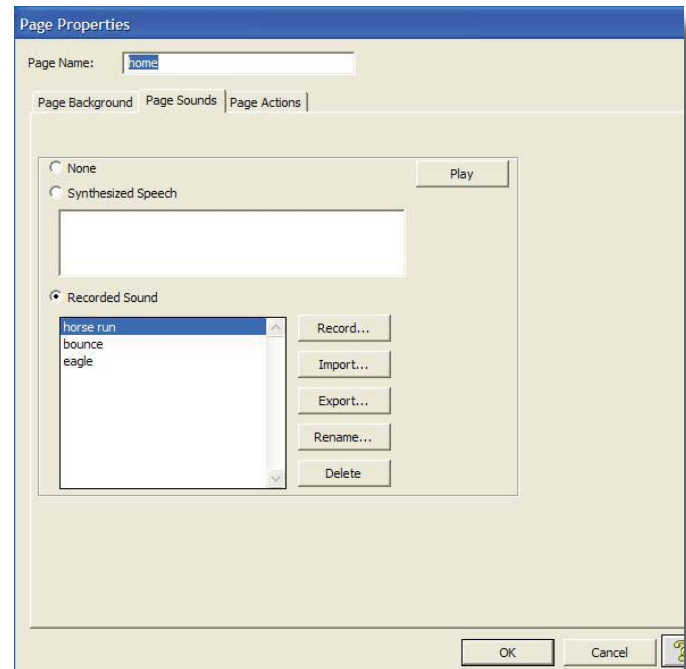 Page Properties
Page Name: home
Page Background Page Sounds Page Actions
None
Play
Synthesized Speech
Recorded Sound
horse run
bounce
eagle
Record...
Import...
Export...
Rename...
Delete
OK Cancel ?